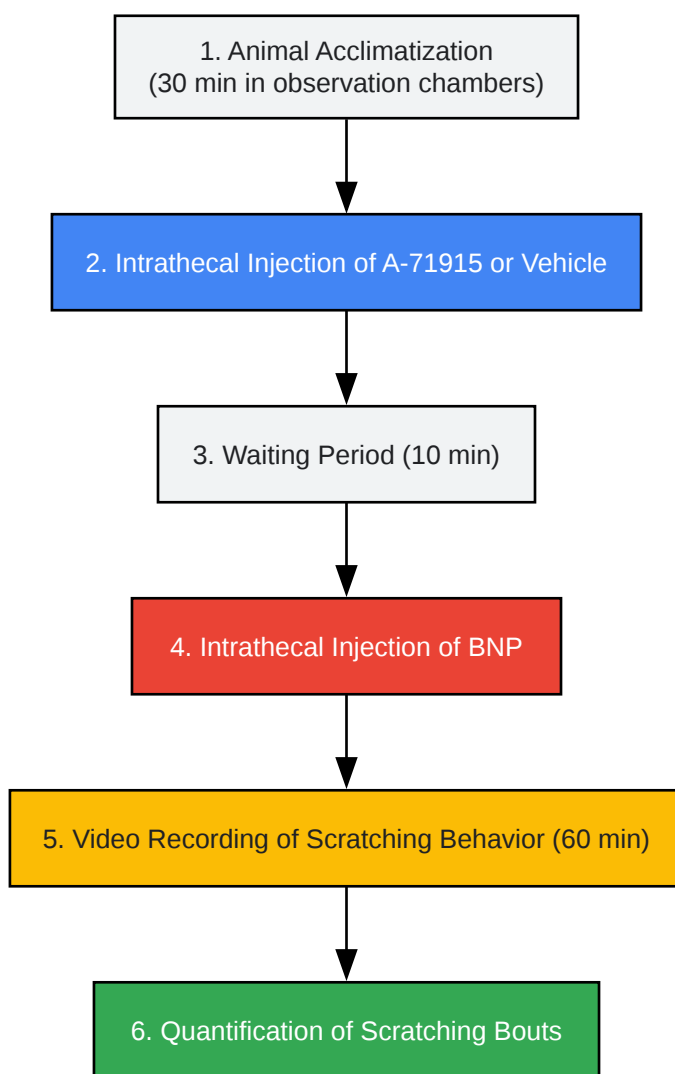 1. Animal Acclimatization
(30 min in observation chambers)
2. Intrathecal Injection of A-71915 or Vehicle
3. Waiting Period (10 min)
4. Intrathecal Injection of BNP
5. Video Recording of Scratching Behavior (60 min)
6. Quantification of Scratching Bouts